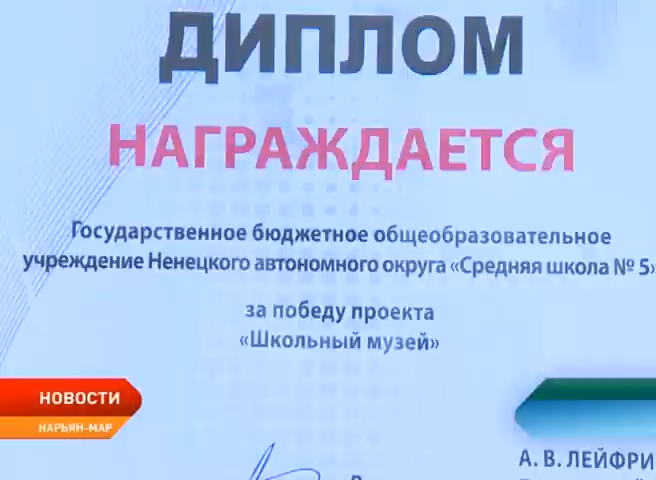 ДИПЛОМ
НАГРАЖДАЕТСЯ
Государственное бюджетное общеобразовательное
учреждение Ненецкого автономного округа «Средняя школа № 5»
за победу проекта
«Школьный музей»
НОВОСТИ
НАРЬЯН-МАР
А. В. ЛЕЙФРИ